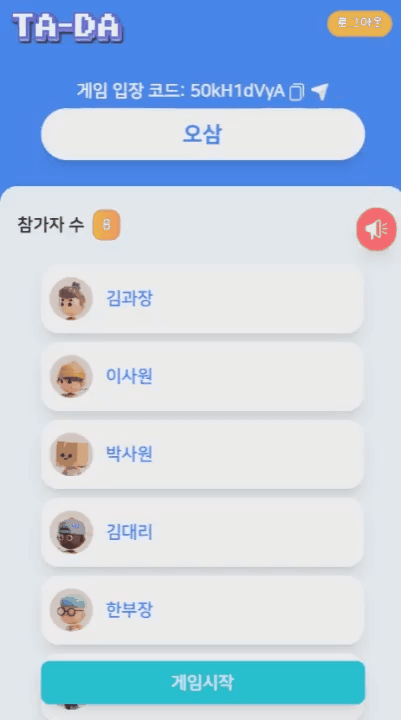 TA-DA
로그아웃
게임 입장 코드: 50kH1dVyA
오삼
참가자 수 6
김과장
이사원
박사원
김대리
한부장
게임시작